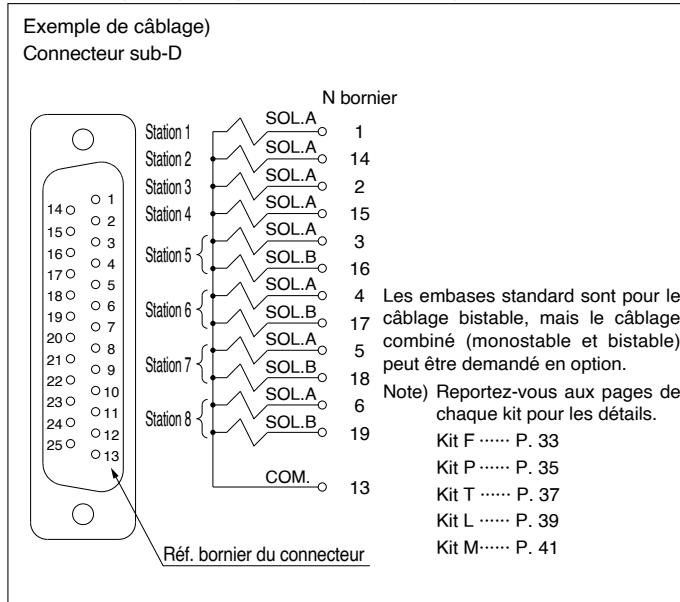 Exemple de câblage)
Connecteur sub-D
N bornier
Station 1 SOL.A 1
Station 2 SOL.A 14
Station 3 SOL.A 2
Station 4 SOL.A 15
Station 5 SOL.A 3
SOL.B 16
Station 6 SOL.A 4
SOL.B 17
Station 7 SOL.A 5
SOL.B 18
Station 8 SOL.A 6
SOL.B 19
COM. 13
1
14
2
15
3
16
4
17
5
18
6
19
7
20
8
21
9
22
10
23
11
24
12
25
13
Réf. bornier du connecteur
Les embases standard sont pour le
câblage bistable, mais le câblage
combiné (monostable et bistable)
peut être demandé en option.
Note) Reportez-vous aux pages de
chaque kit pour les détails.
Kit F ······ P. 33
Kit P ······ P. 35
Kit T ······ P. 37
Kit L ······ P. 39
Kit M······ P. 41